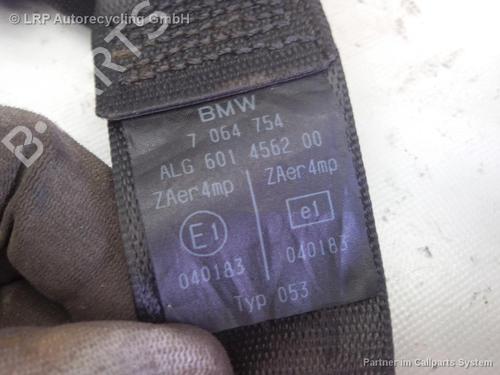 © LRP Autorecycling GmbH
B-PARTS
BMW
7 064 754
ALG 601 4562 00
ZAer4mp ZAer4mp
E1 e1
040183 040183
Typ 053
Partner im Callparts System